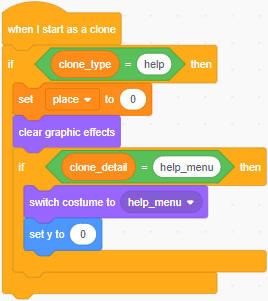 when I start as a clone
if clone_type = help then
set place to 0
clear graphic effects
if clone_detail = help_menu then
switch costume to help_menu
set y to 0